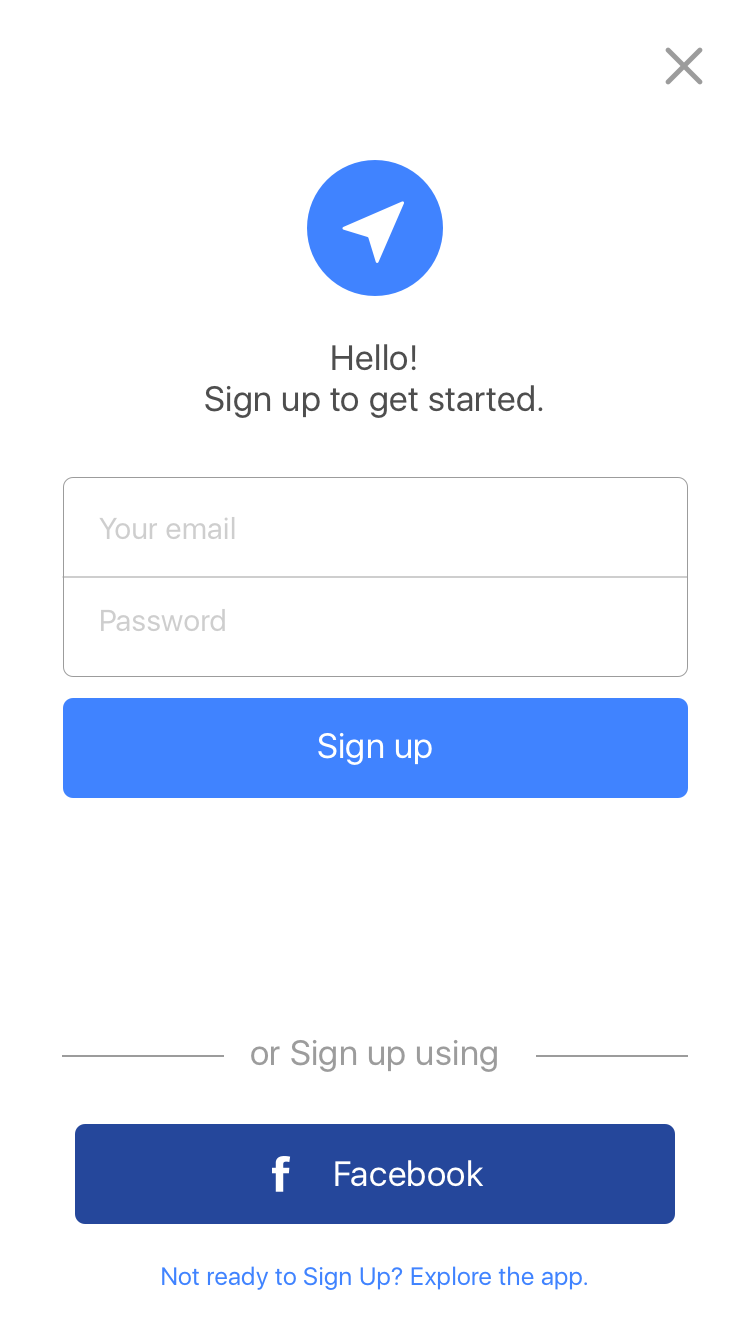 Hello!
Sign up to get started.
Your email
Password
Sign up
or Sign up using
f Facebook
Not ready to Sign Up? Explore the app.